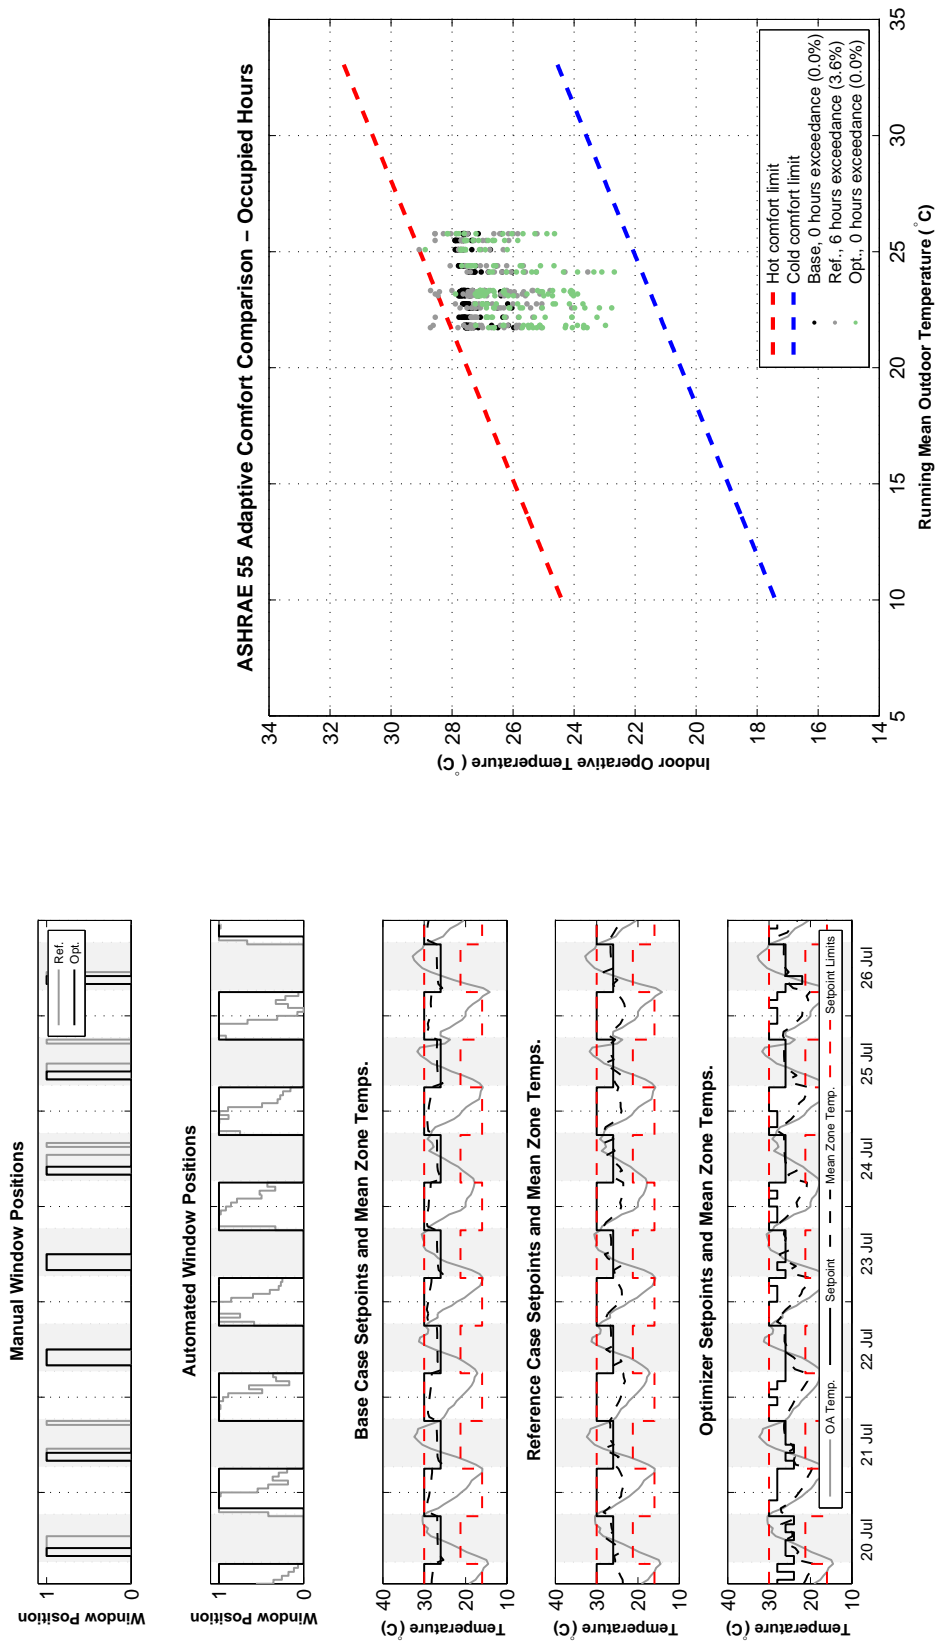 Manual Window Positions
Window Position
1
0
Ref.
Opt.
Automated Window Positions
Window Position
1
0
Base Case Setpoints and Mean Zone Temps.
Temperature (°C)
40
30
20
10
Reference Case Setpoints and Mean Zone Temps.
Temperature (°C)
40
30
20
10
Optimizer Setpoints and Mean Zone Temps.
Temperature (°C)
40
30
20
10
OA Temp.
Setpoint
Mean Zone Temp.
Setpoint Limits
20 Jul
21 Jul
22 Jul
23 Jul
24 Jul
25 Jul
26 Jul
ASHRAE 55 Adaptive Comfort Comparison – Occupied Hours
Indoor Operative Temperature (°C)
34
32
30
28
26
24
22
20
18
16
14
Hot comfort limit
Cold comfort limit
Base, 0 hours exceedance (0.0%)
Ref., 6 hours exceedance (3.6%)
Opt., 0 hours exceedance (0.0%)
5
10
15
20
25
30
35
Running Mean Outdoor Temperature (°C)